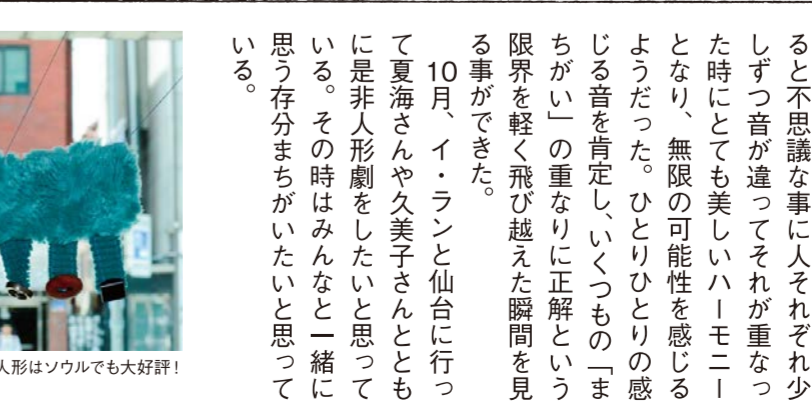 ると不思議な事に人それぞれ少
しずつ音が違ってそれが重なっ
た時にとても美しいハーモニー
となり、無限の可能性を感じる
ようだった。ひとりひとりの感
じる音を肯定し、いくつもの「ま
ちがい」の重なりに正解という
限界を軽く飛び越えた瞬間を見
る事ができた。
10月、イ・ランと仙台に行っ
て夏海さんや久美子さんととも
に是非人形劇をしたいと思って
いる。その時はみんなと一緒に
思う存分まちがいたいと思って
いる。
人形はソウルでも大好評！